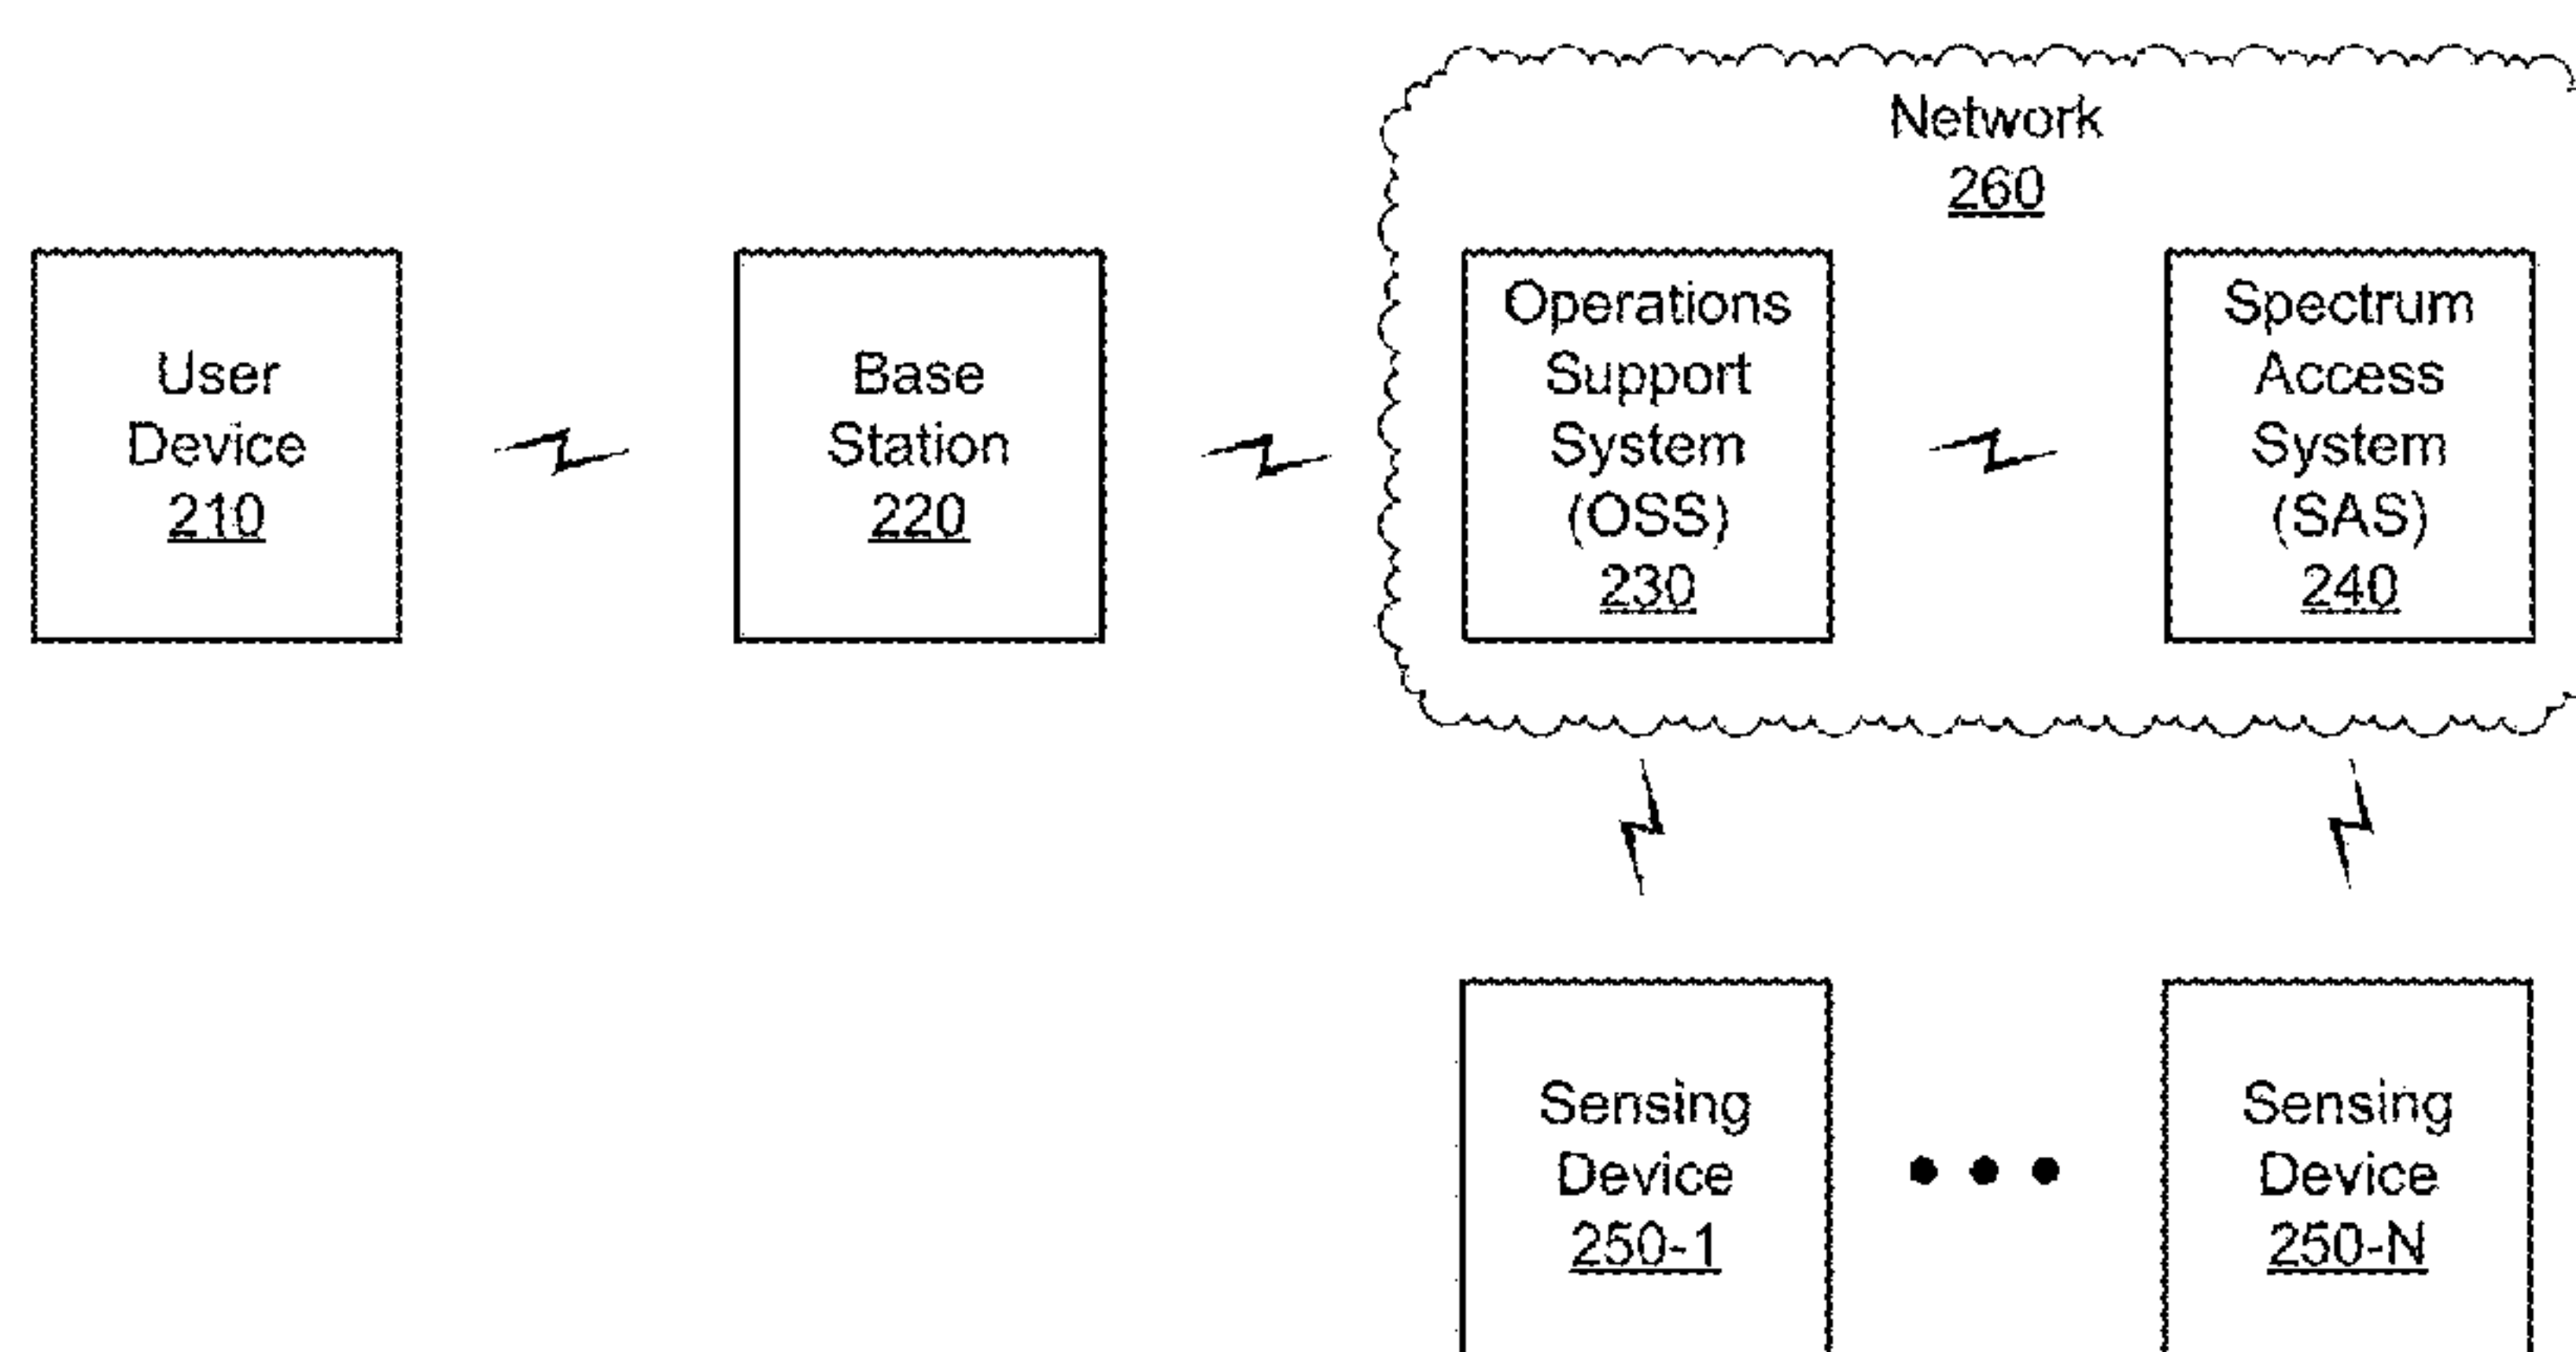 Network
260
User
Device
210
Base
Station
220
Operations
Support
System
(OSS)
230
Spectrum
Access
System
(SAS)
240
Sensing
Device
250-1
Sensing
Device
250-N